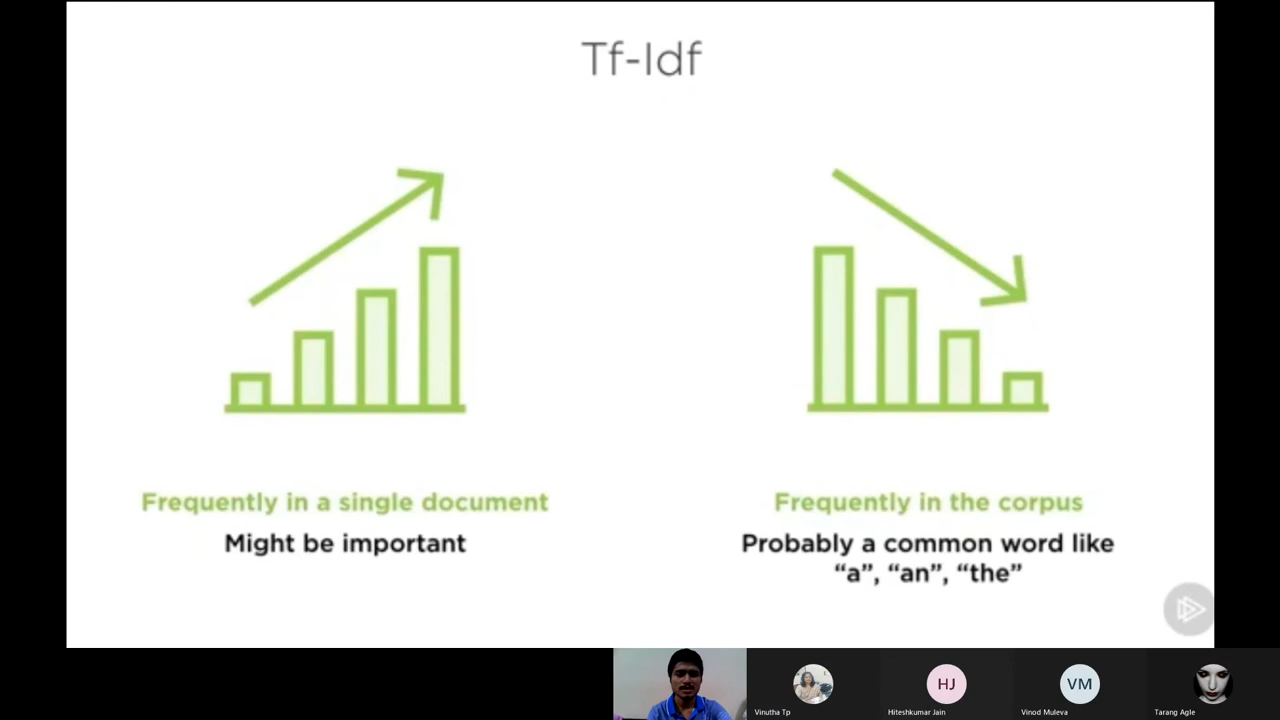 Tf-Idf
Frequently in a single document
Might be important
Frequently in the corpus
Probably a common word like
“a”, “an”, “the”
HJ
VM
Vinutha Tp
Hiteshkumar Jain
Vinod Muleva
Tarang Agle